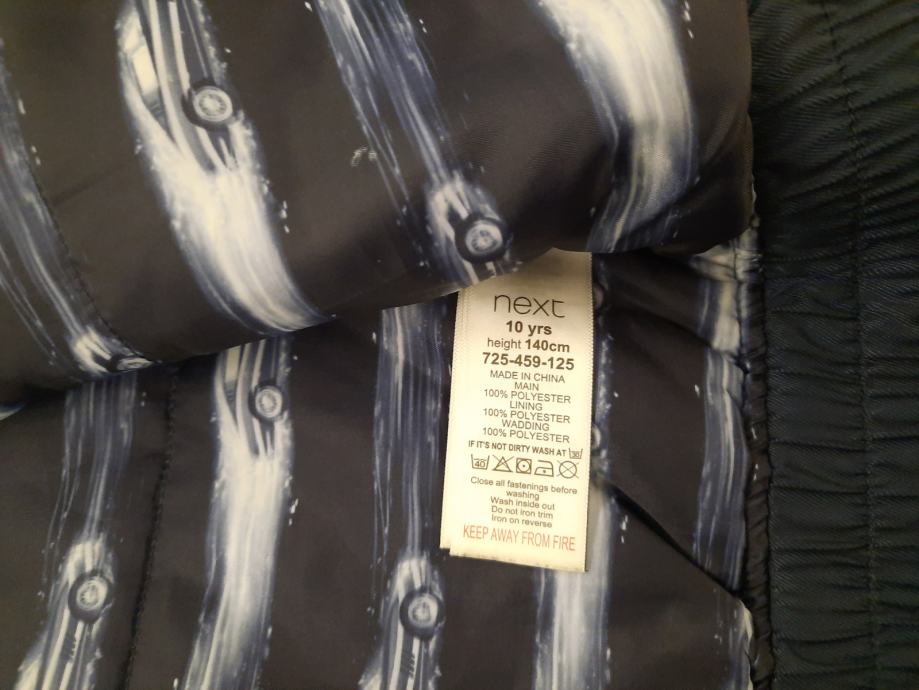 next
10 yrs
height 140cm
725-459-125
MADE IN CHINA
MAIN
100% POLYESTER
LINING
100% POLYESTER
WADDING
100% POLYESTER
IF IT'S NOT DIRTY WASH AT 30
40
Close all fastenings before
washing
Wash inside out
Do not iron trim
Iron on reverse
KEEP AWAY FROM FIRE